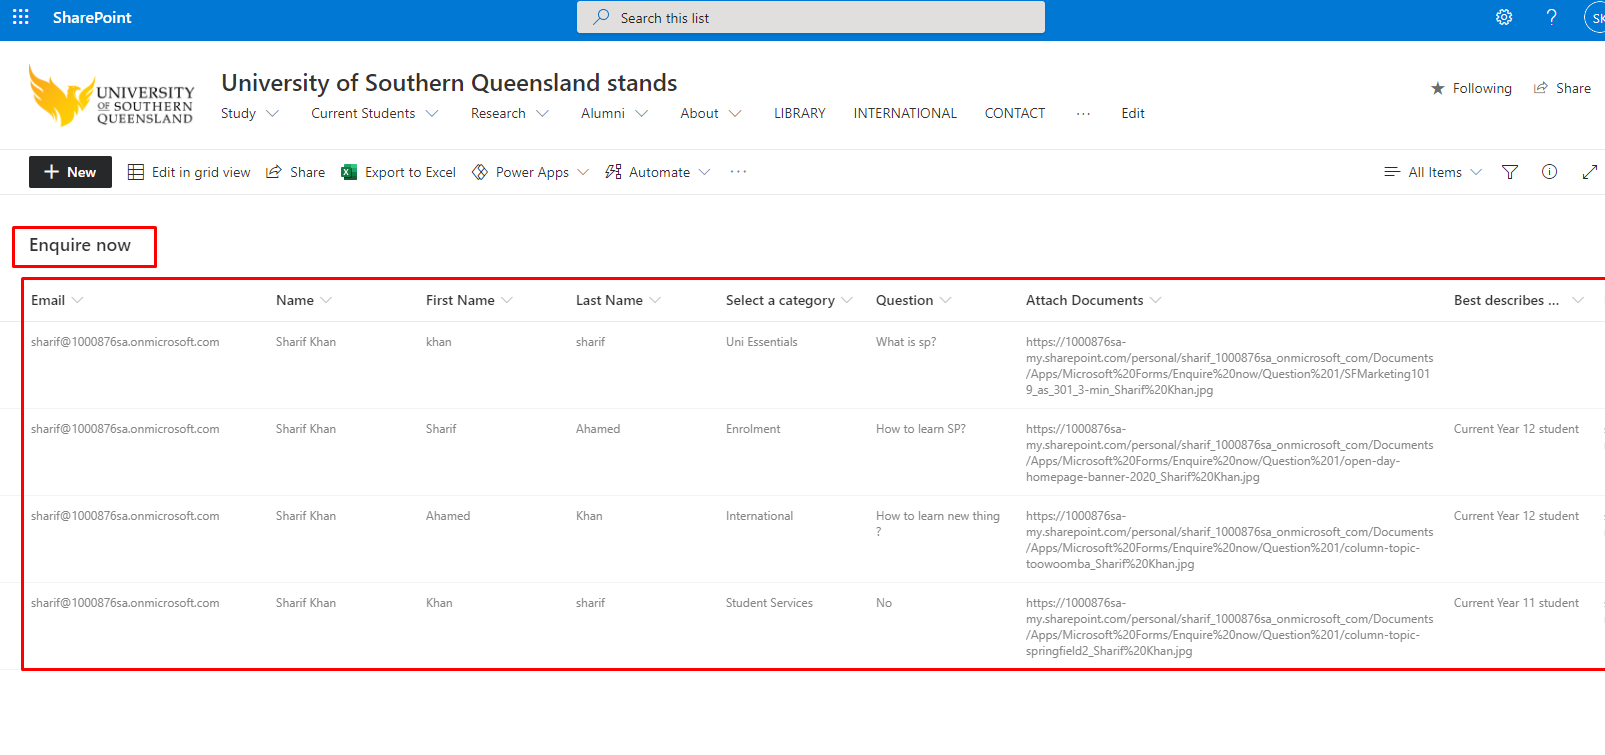 SharePoint
Search this list
?
SK
UNIVERSITY
OF SOUTHERN
QUEENSLAND
University of Southern Queensland stands
Following
Share
Study
Current Students
Research
Alumni
About
LIBRARY
INTERNATIONAL
CONTACT
...
Edit
+ New
Edit in grid view
Share
Export to Excel
Power Apps
Automate
...
All Items
Enquire now
Email Name First Name Last Name Select a category Question Attach Documents Best describes ...
sharif@1000876sa.onmicrosoft.com Sharif Khan khan sharif Uni Essentials What is sp? https://1000876sa-
my.sharepoint.com/personal/sharif_1000876sa_onmicrosoft_com/Documents
/Apps/Microsoft%20Forms/Enquire%20now/Question%201/SFMarketing101
9_as_301_3-min_Sharif%20Khan.jpg
sharif@1000876sa.onmicrosoft.com Sharif Khan Sharif Ahamed Enrolment How to learn SP? https://1000876sa- Current Year 12 student
my.sharepoint.com/personal/sharif_1000876sa_onmicrosoft_com/Documents
/Apps/Microsoft%20Forms/Enquire%20now/Question%201/open-day-
homepage-banner-2020_Sharif%20Khan.jpg
sharif@1000876sa.onmicrosoft.com Sharif Khan Ahamed Khan International How to learn new thing https://1000876sa- Current Year 12 student
? my.sharepoint.com/personal/sharif_1000876sa_onmicrosoft_com/Documents
/Apps/Microsoft%20Forms/Enquire%20now/Question%201/column-topic-
toowoomba_Sharif%20Khan.jpg
sharif@1000876sa.onmicrosoft.com Sharif Khan Khan sharif Student Services No https://1000876sa- Current Year 11 student
my.sharepoint.com/personal/sharif_1000876sa_onmicrosoft_com/Documents
/Apps/Microsoft%20Forms/Enquire%20now/Question%201/column-topic-
springfield2_Sharif%20Khan.jpg